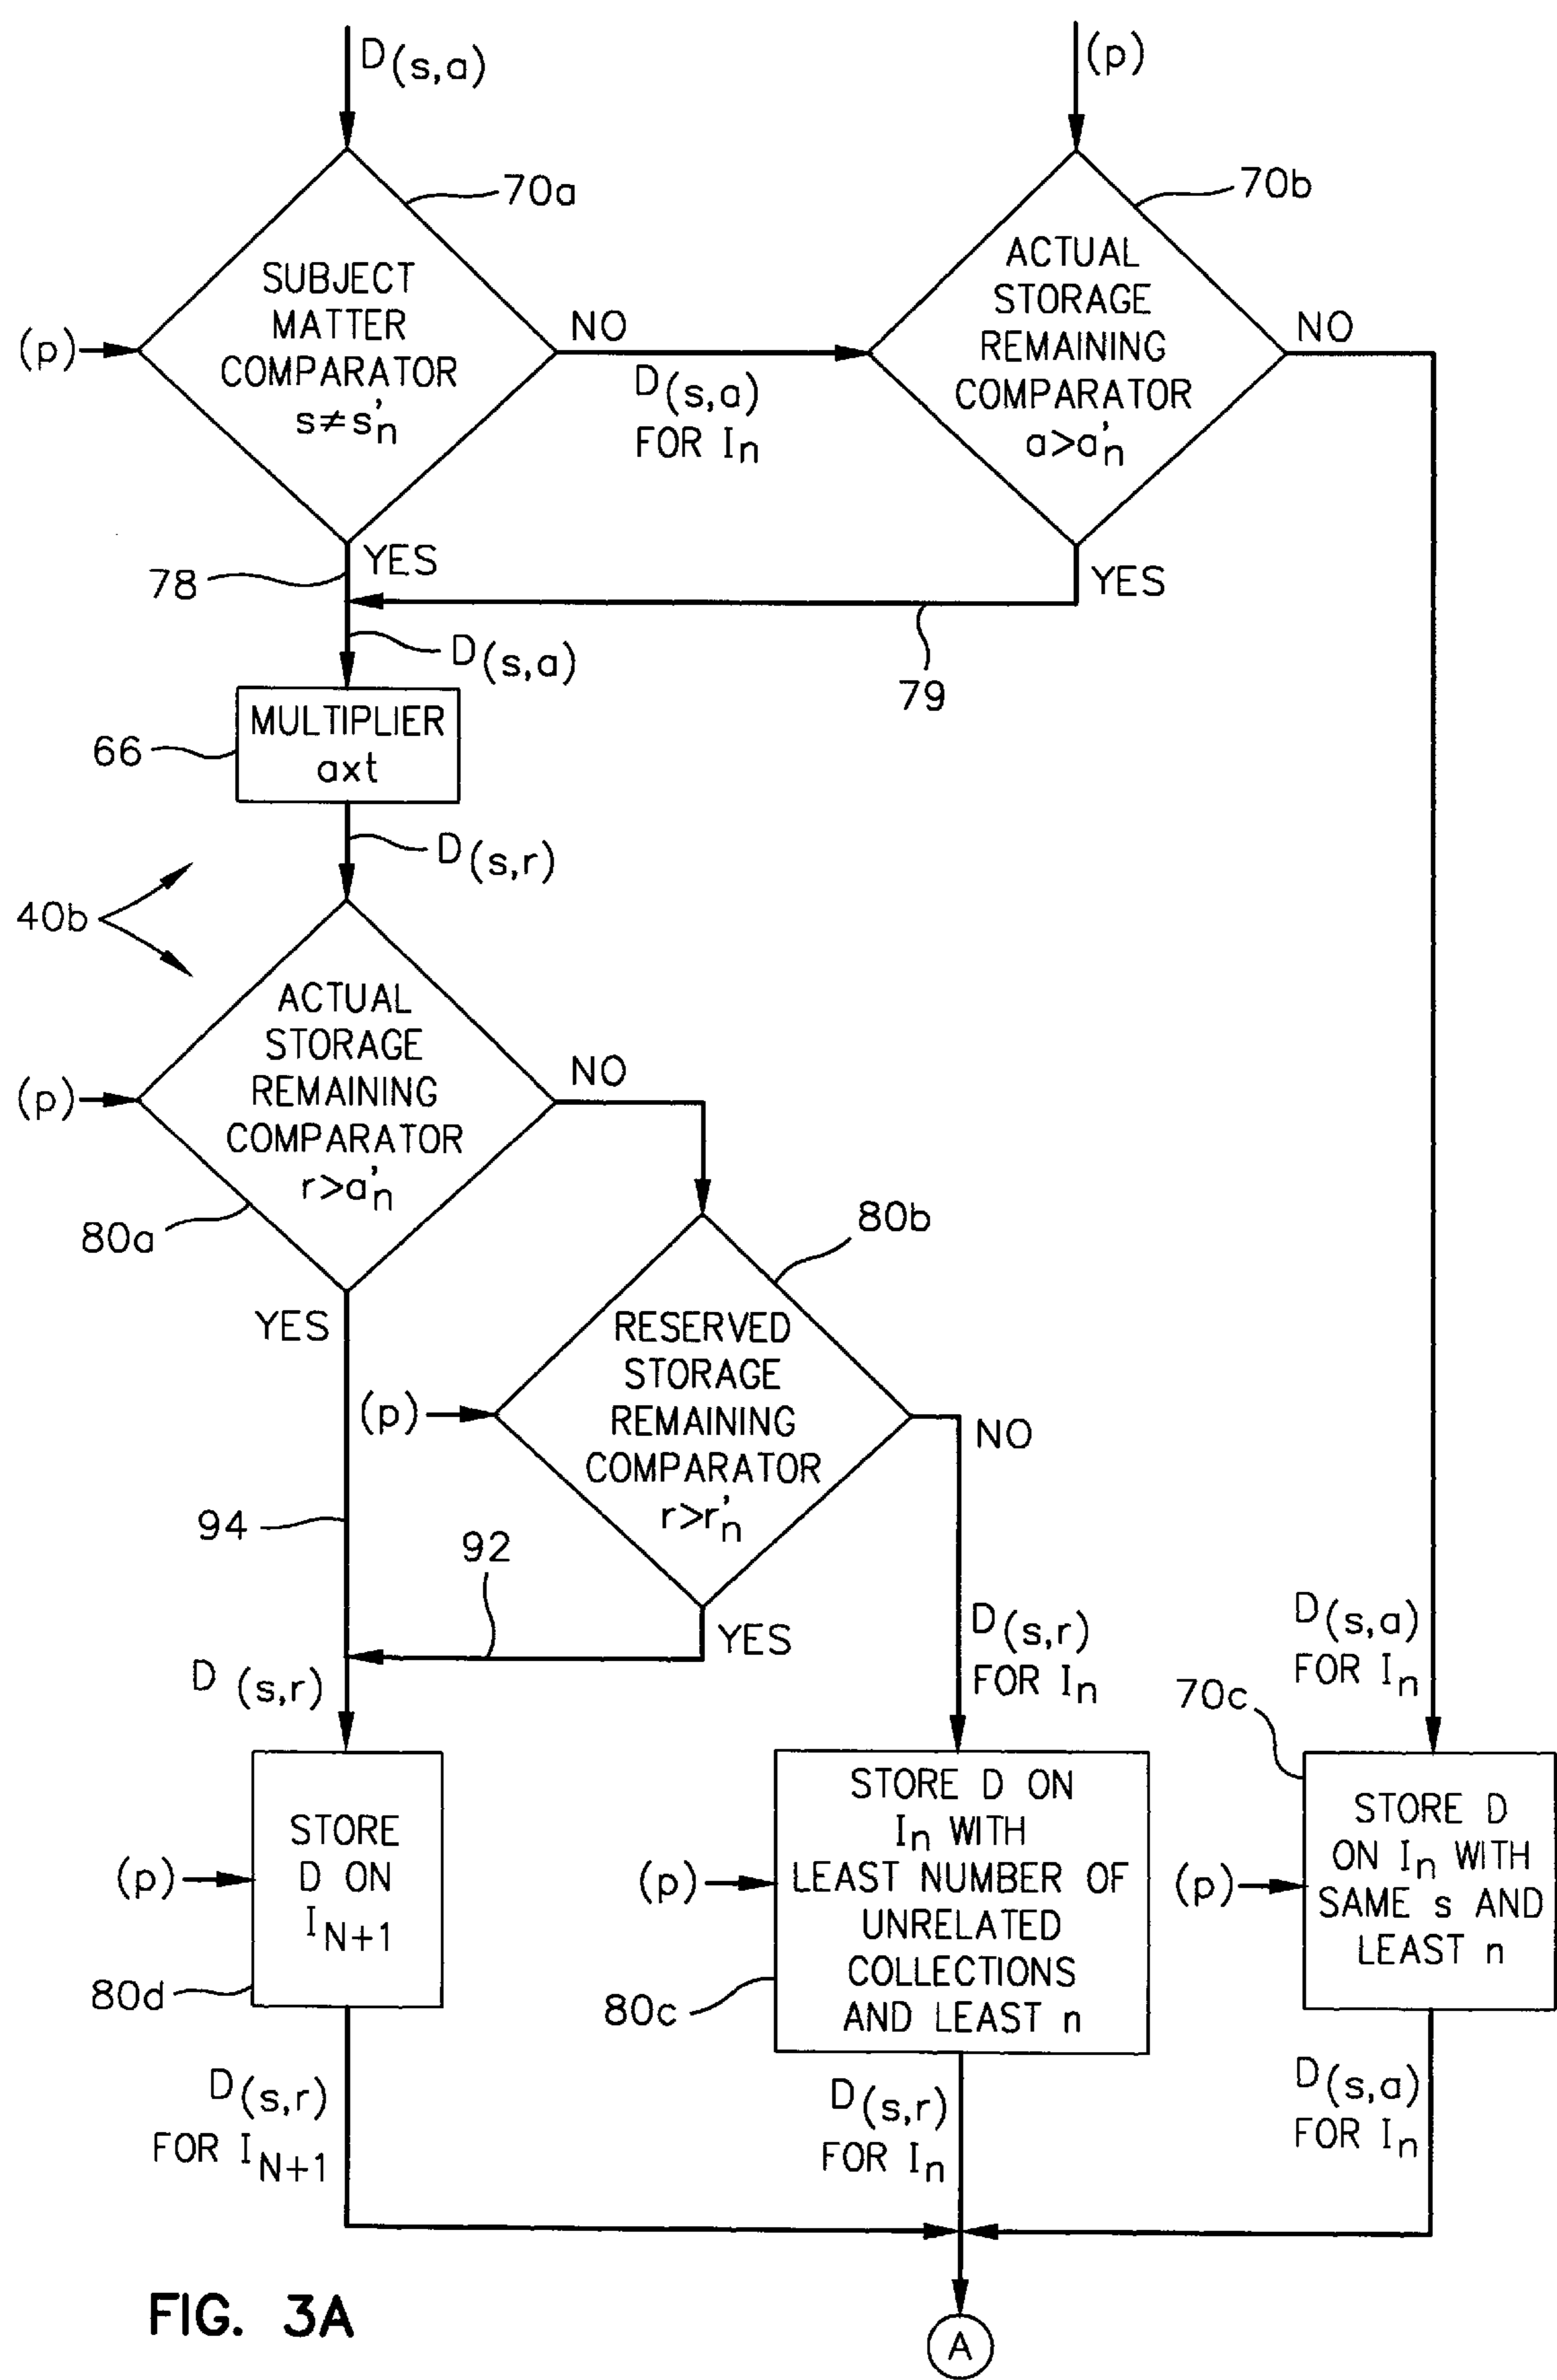 D(s,a)
(p)
70a
70b
SUBJECT
MATTER
COMPARATOR
s≠s'n
ACTUAL
STORAGE
REMAINING
COMPARATOR
a>a'n
(p)
NO
D(s,a)
FOR In
NO
78
YES
YES
79
D(s,a)
MULTIPLIER
axt
66
D(s,r)
40b
ACTUAL
STORAGE
REMAINING
COMPARATOR
r>a'n
(p)
NO
80a
80b
YES
RESERVED
STORAGE
REMAINING
COMPARATOR
r>r'n
(p)
NO
94
92
YES
D (s,r)
D(s,r)
FOR In
D(s,a)
FOR In
70c
STORE
D ON
IN+1
(p)
80d
STORE D ON
In WITH
LEAST NUMBER OF
UNRELATED
COLLECTIONS
AND LEAST n
(p)
80c
STORE D
ON In WITH
SAME s AND
LEAST n
(p)
D(s,r)
FOR IN+1
D(s,r)
FOR In
D(s,a)
FOR In
FIG. 3A
A